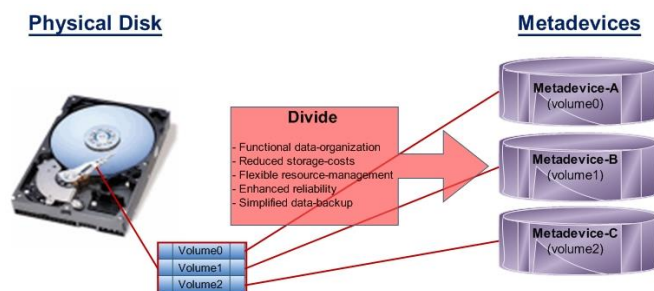 Physical Disk
Metadevices
Metadevice-A
(volume0)
Divide
- Functional data-organization
- Reduced storage-costs
- Flexible resource-management
- Enhanced reliability
- Simplified data-backup
Metadevice-B
(volume1)
Metadevice-C
(volume2)
Volume0
Volume1
Volume2